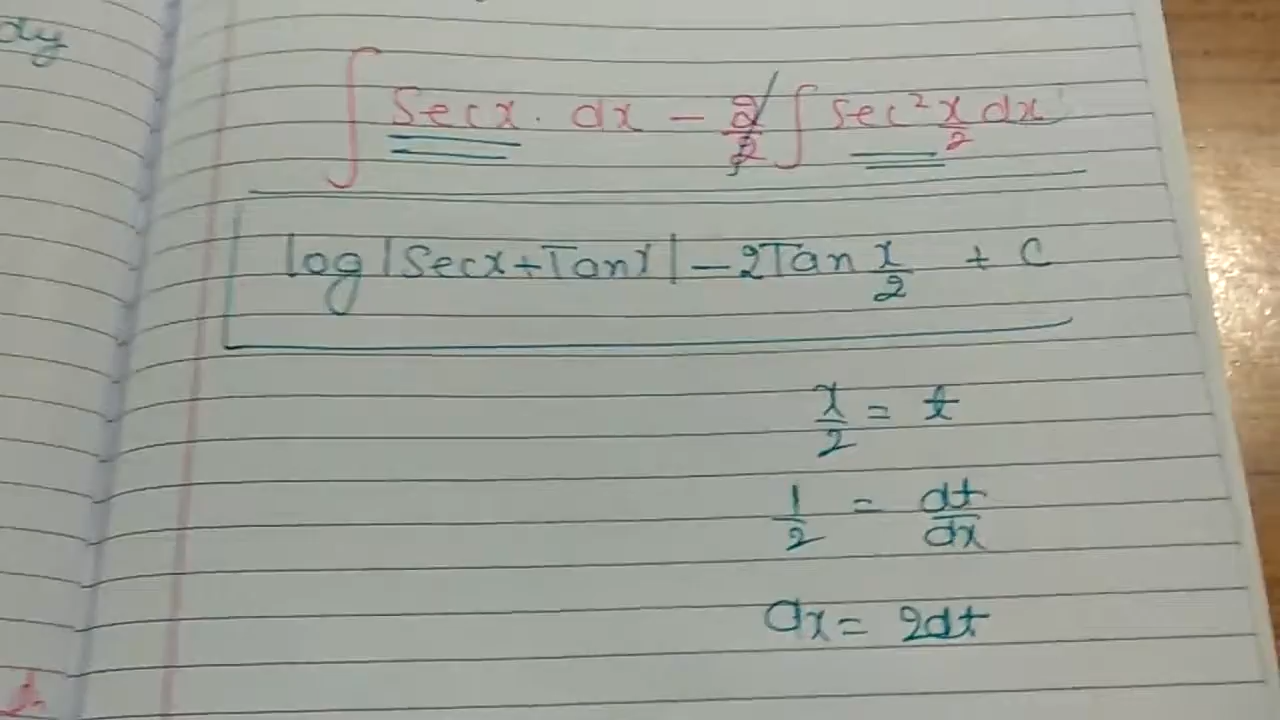 dy
∫ Secx · dx − 2/2 ∫ Sec² x/2 dx
log |Secx + Tanx| − 2Tan x/2 + C
x/2 = t
1/2 = dt/dx
dx = 2dt